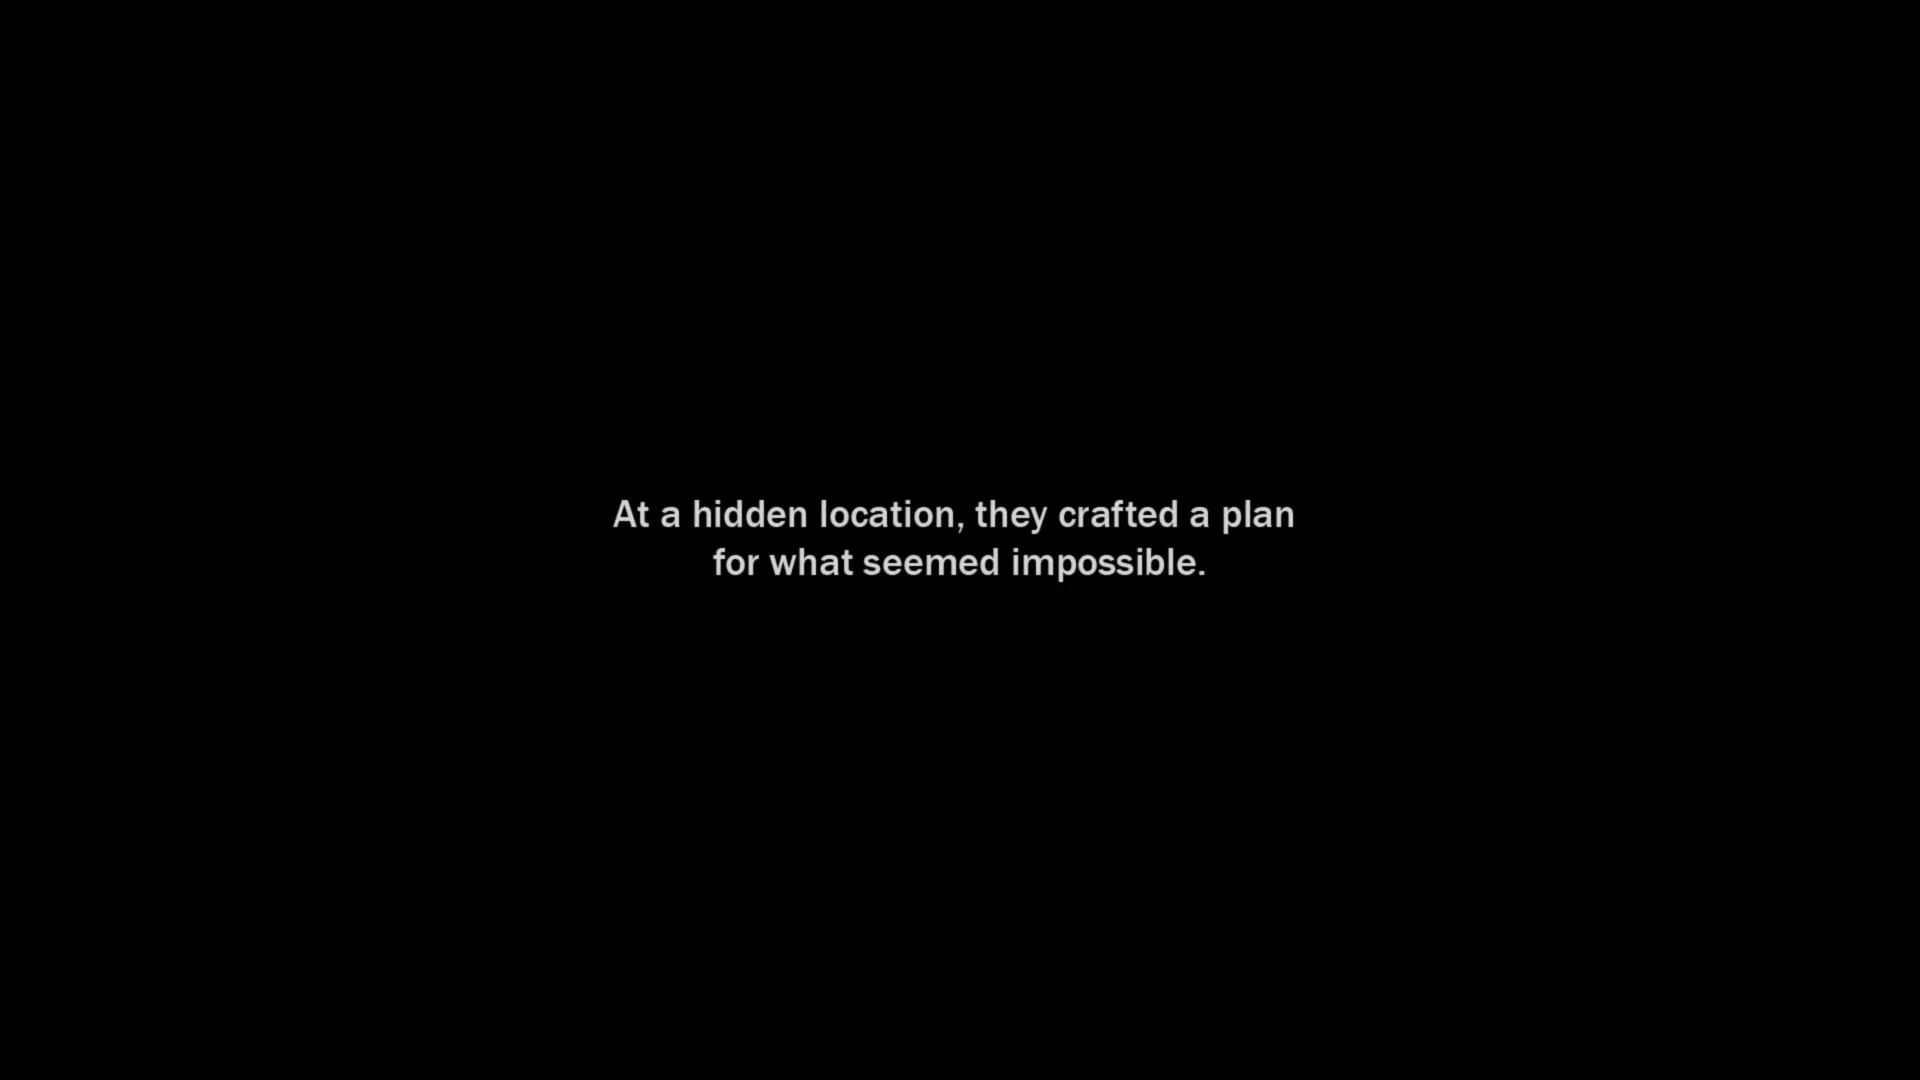 At a hidden location, they crafted a plan
for what seemed impossible.